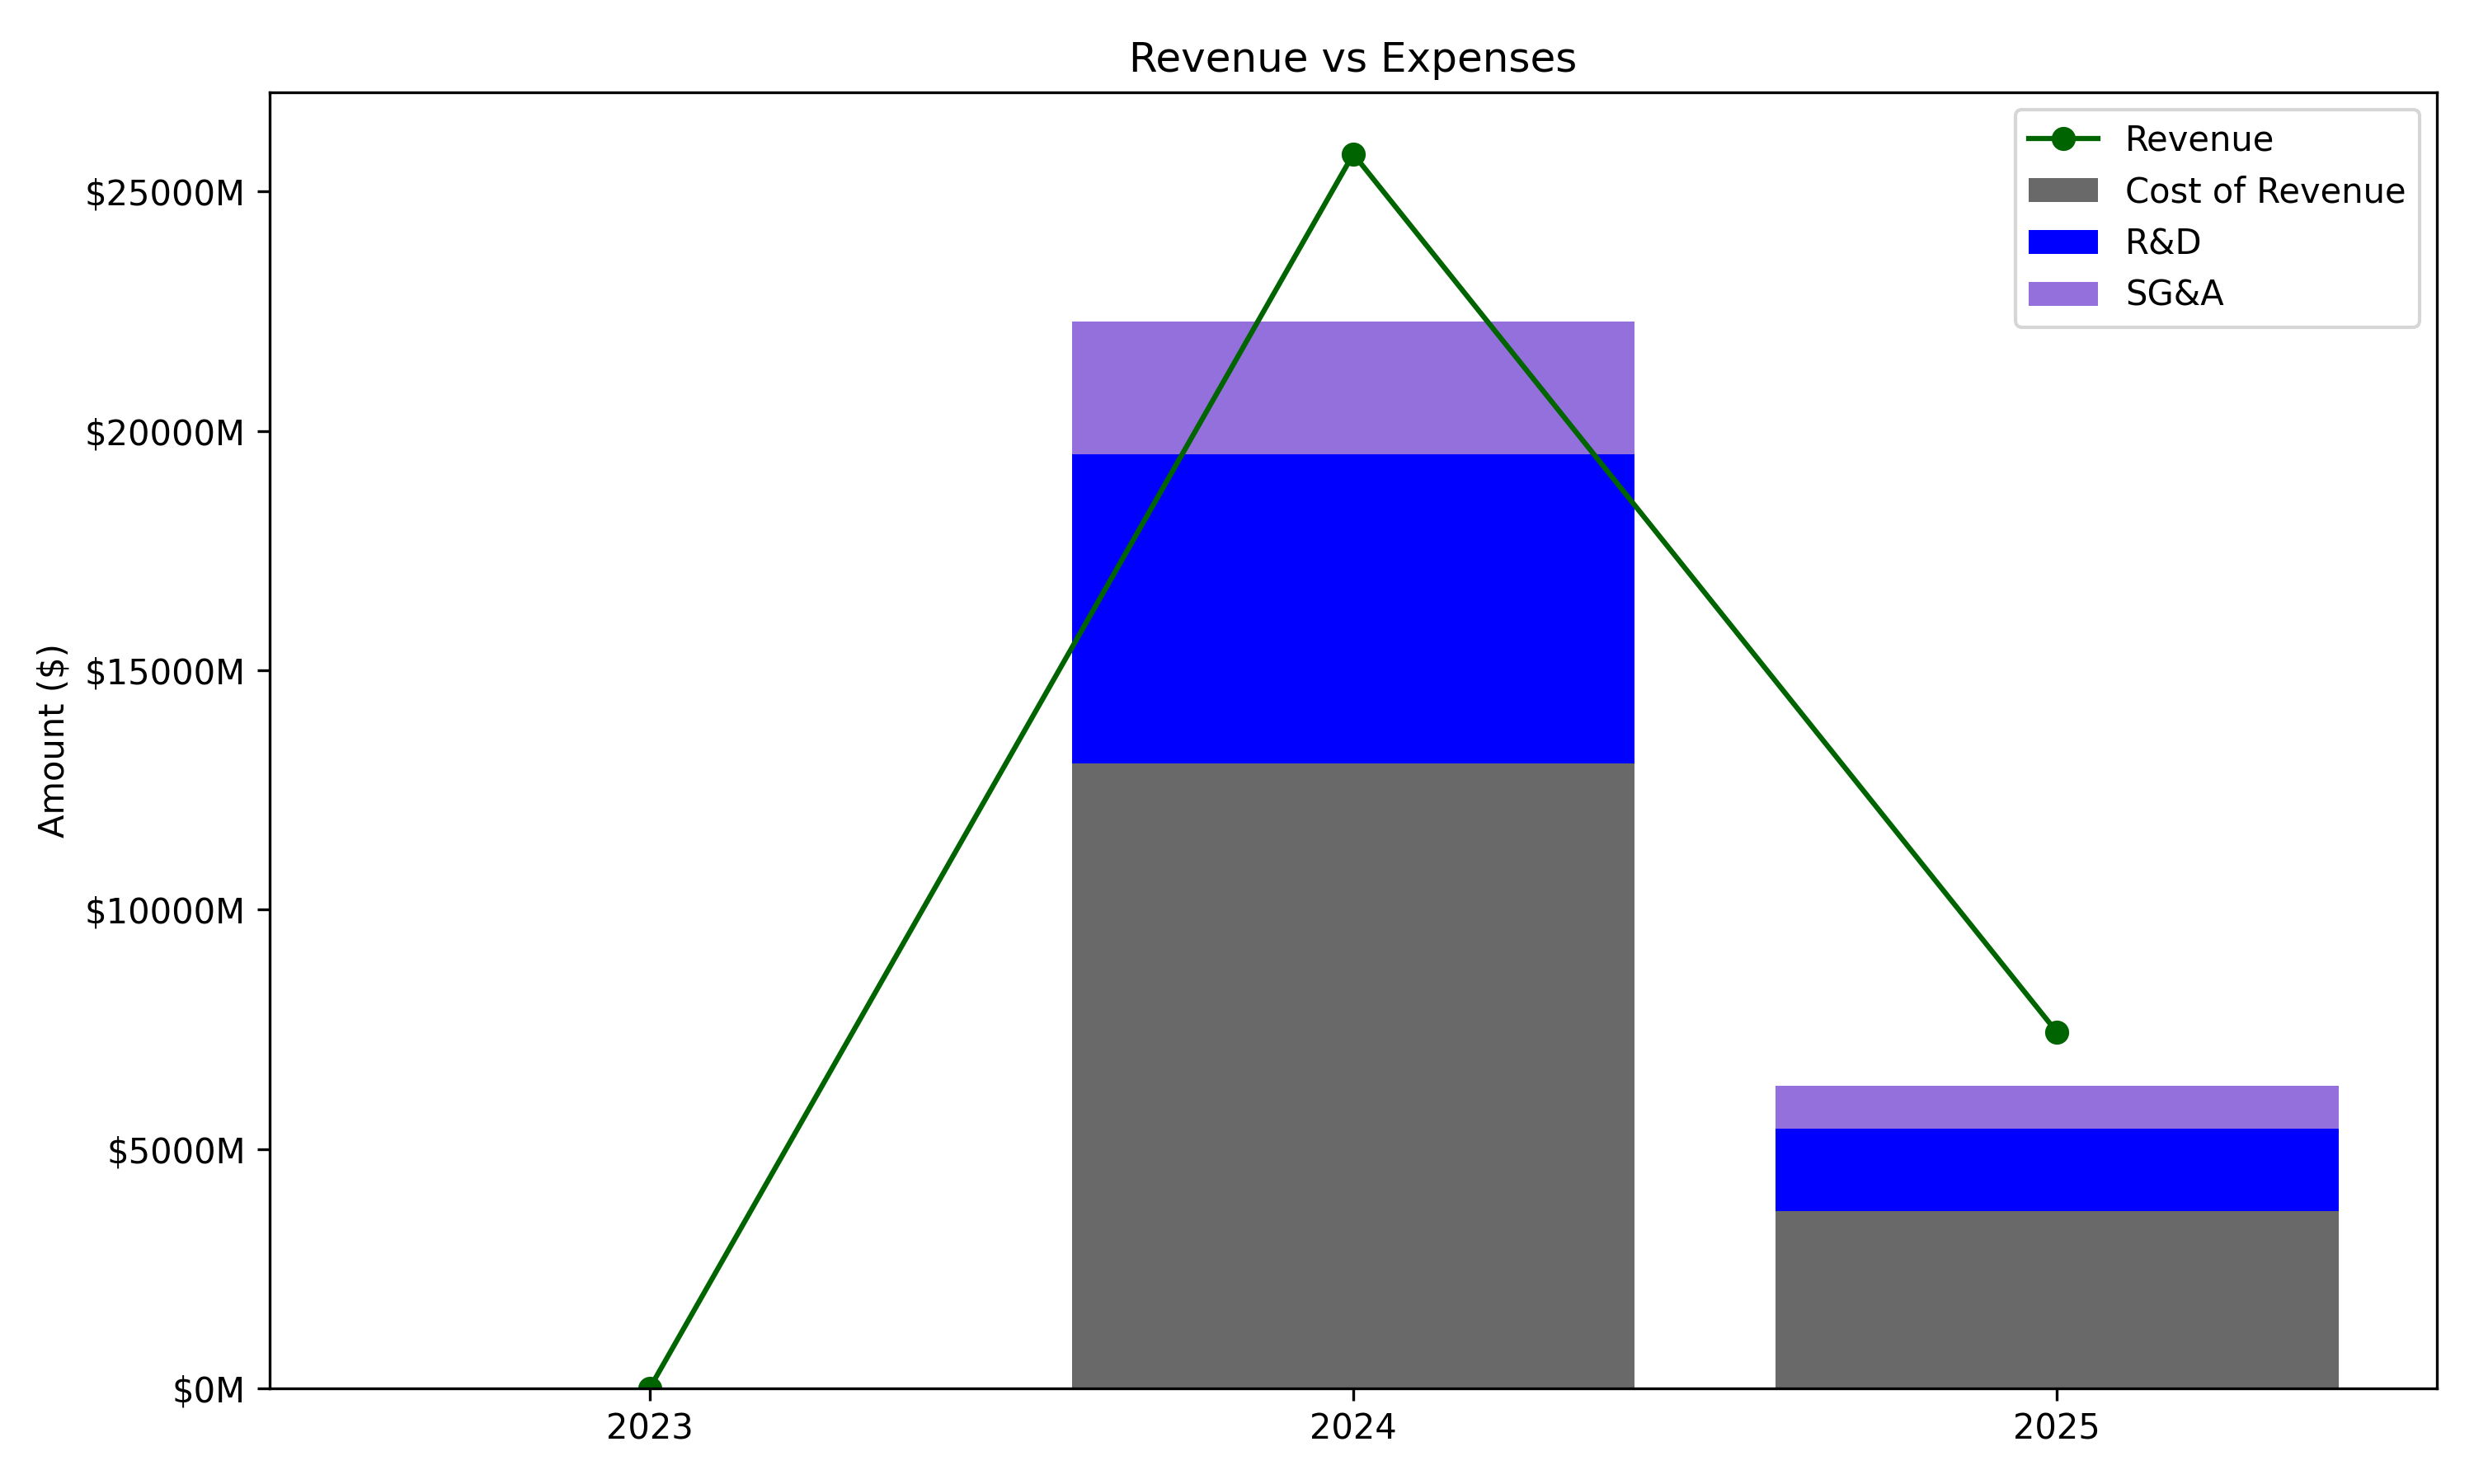 Revenue vs Expenses
Revenue
Cost of Revenue
R&D
SG&A
Amount ($)
$25000M
$20000M
$15000M
$10000M
$5000M
$0M
2023
2024
2025